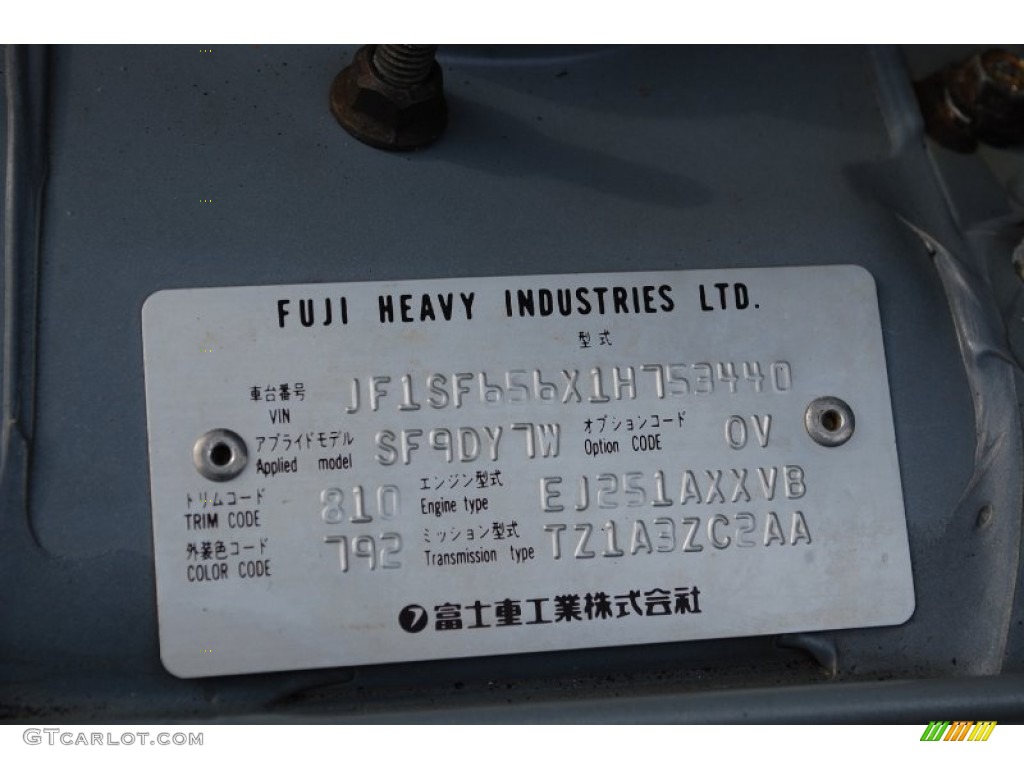 FUJI HEAVY INDUSTRIES LTD.
型式
車台番号
VIN JF1SF656X1H753440
アプライドモデル
Applied model SF9DY7W
オプションコード
Option CODE 0V
トリムコード
TRIM CODE 810
エンジン型式
Engine type EJ251AXXVB
外装色コード
COLOR CODE 792
ミッション型式
Transmission type TZ1A3ZC2AA
7 富士重工業株式会社
GTCARLOT.COM